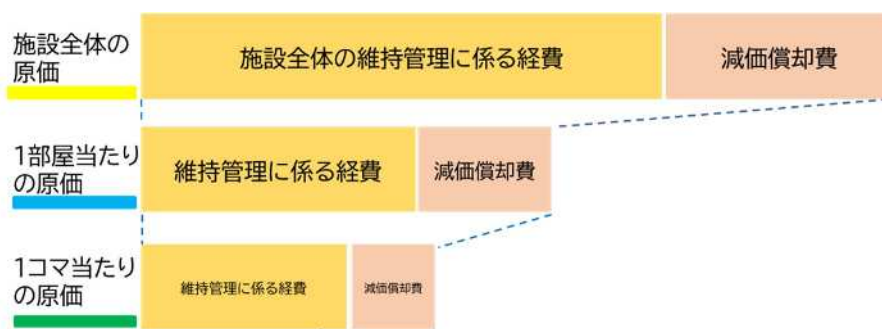 施設全体の
原価
施設全体の維持管理に係る経費
減価償却費
1部屋当たり
の原価
維持管理に係る経費
減価償却費
1コマ当たり
の原価
維持管理に係る経費
減価償却費